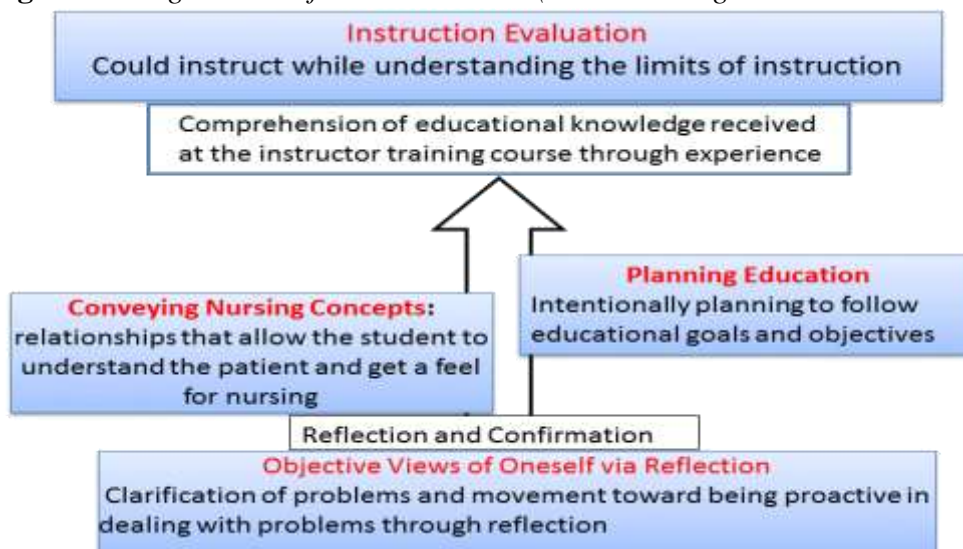 Instruction Evaluation
Could instruct while understanding the limits of instruction
Comprehension of educational knowledge received
at the instructor training course through experience
Planning Education
Intentionally planning to follow
educational goals and objectives
Conveying Nursing Concepts:
relationships that allow the student to
understand the patient and get a feel
for nursing
Reflection and Confirmation
Objective Views of Oneself via Reflection
Clarification of problems and movement toward being proactive in
dealing with problems through reflection